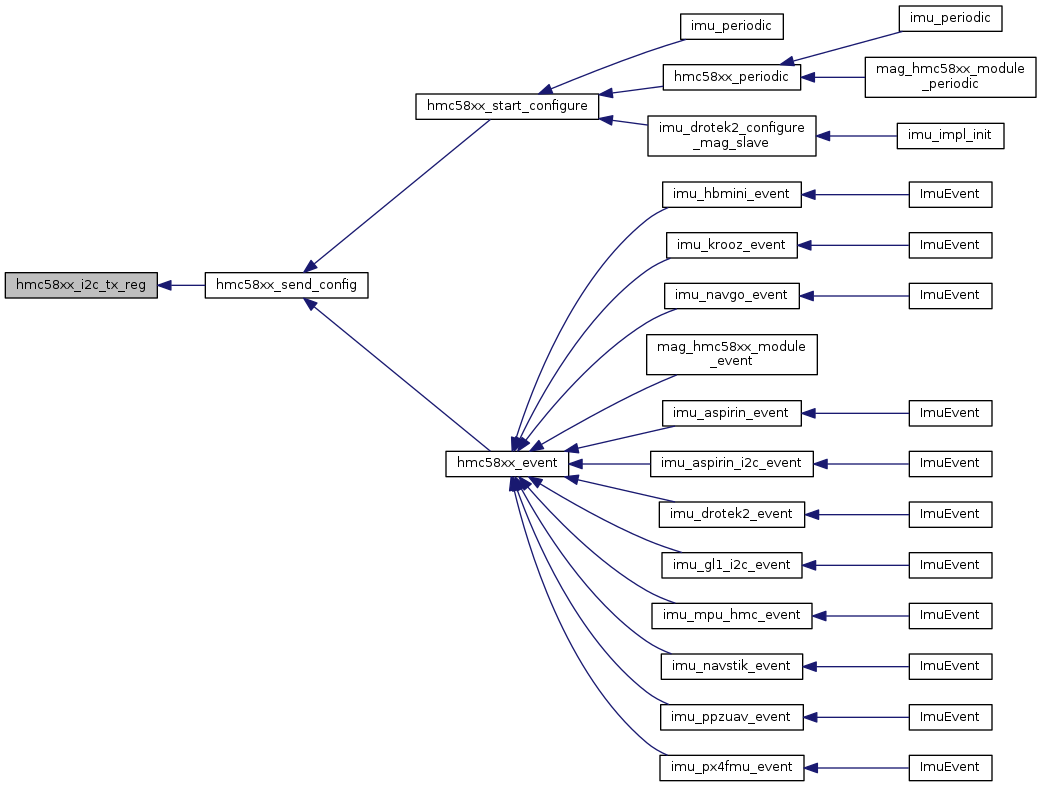 imu_periodic
imu_periodic
hmc58xx_periodic
mag_hmc58xx_module
_periodic
hmc58xx_start_configure
imu_drotek2_configure
_mag_slave
imu_impl_init
imu_hbmini_event
ImuEvent
imu_krooz_event
ImuEvent
hmc58xx_i2c_tx_reg
hmc58xx_send_config
imu_navgo_event
ImuEvent
mag_hmc58xx_module
_event
imu_aspirin_event
ImuEvent
hmc58xx_event
imu_aspirin_i2c_event
ImuEvent
imu_drotek2_event
ImuEvent
imu_gl1_i2c_event
ImuEvent
imu_mpu_hmc_event
ImuEvent
imu_navstik_event
ImuEvent
imu_ppzuav_event
ImuEvent
imu_px4fmu_event
ImuEvent